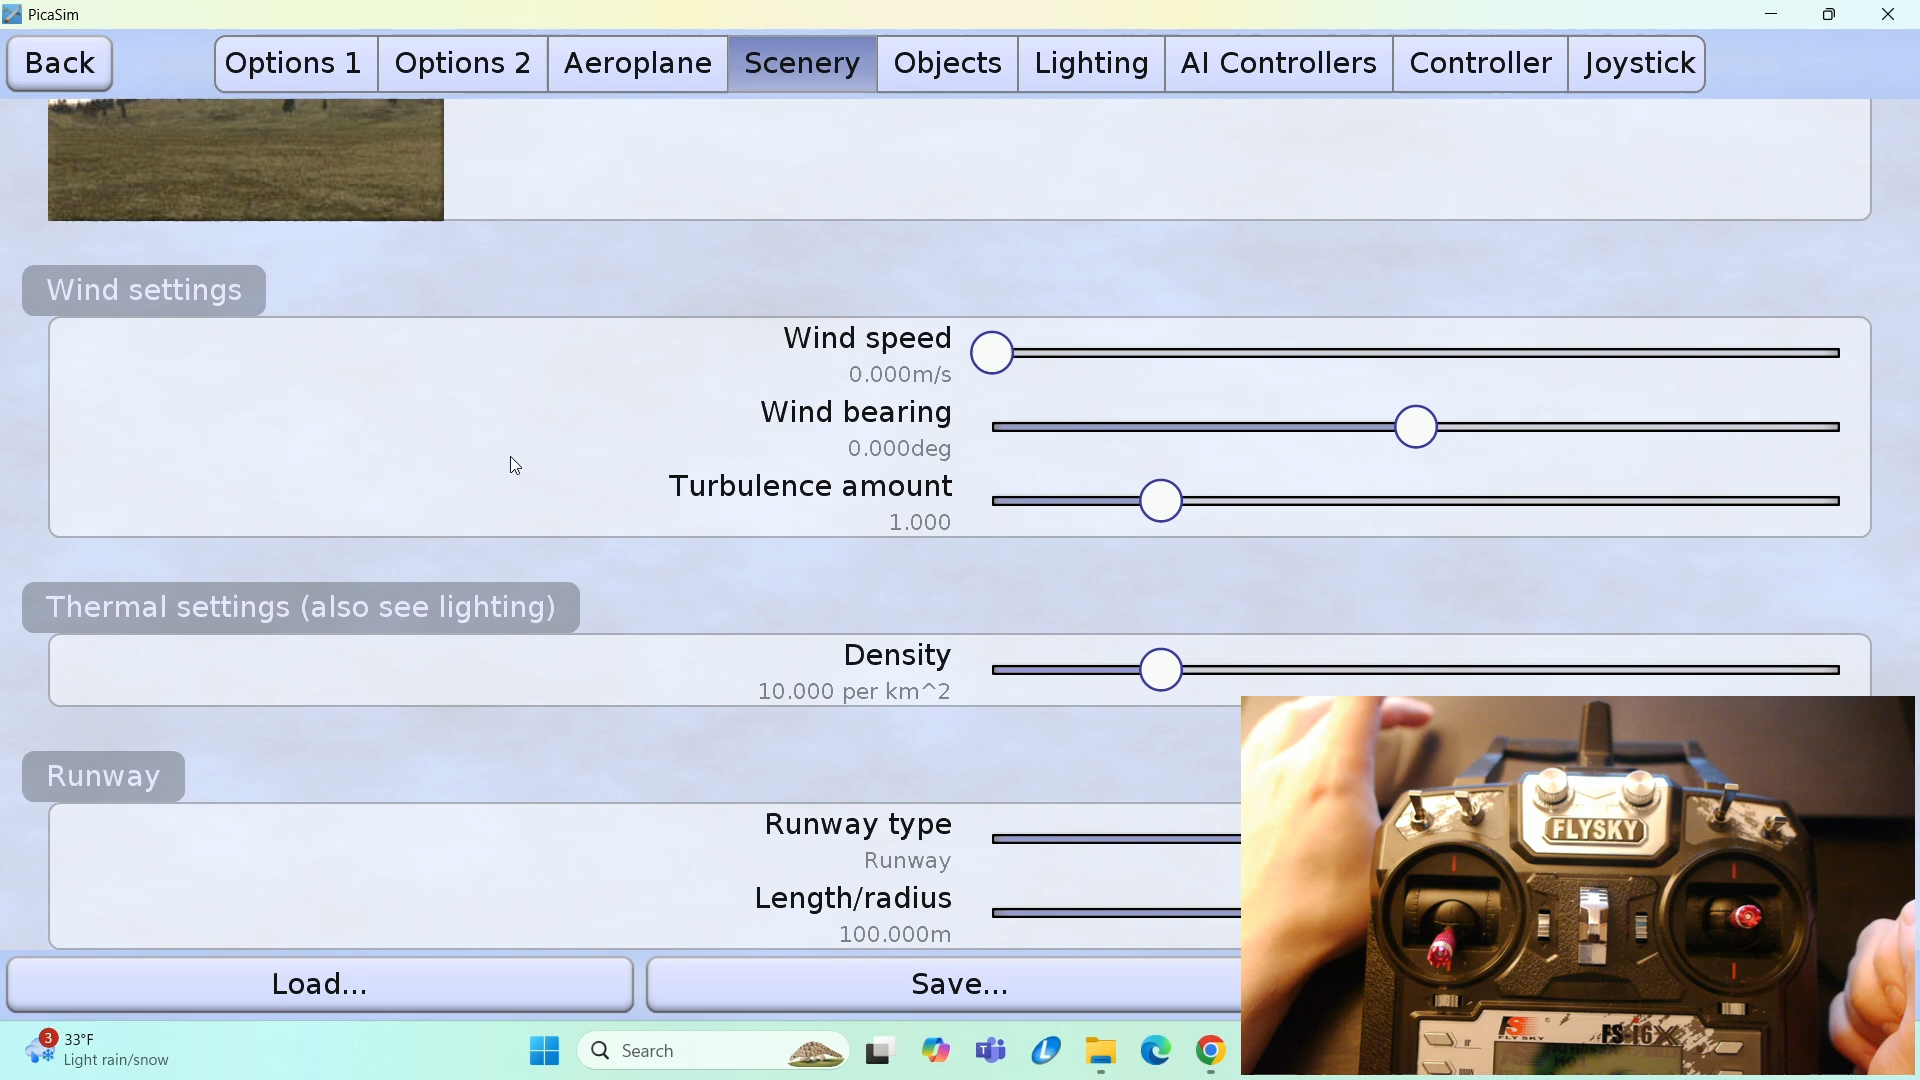 PicaSim
Back
Options 1
Options 2
Aeroplane
Scenery
Objects
Lighting
AI Controllers
Controller
Joystick
Wind settings
Wind speed
0.000m/s
Wind bearing
0.000deg
Turbulence amount
1.000
Thermal settings (also see lighting)
Density
10.000 per km^2
Runway
Runway type
Runway
Length/radius
100.000m
Load...
Save...
FLYSKY
FS
FLY SKY
FS-i6X
3
33°F
Light rain/snow
Search